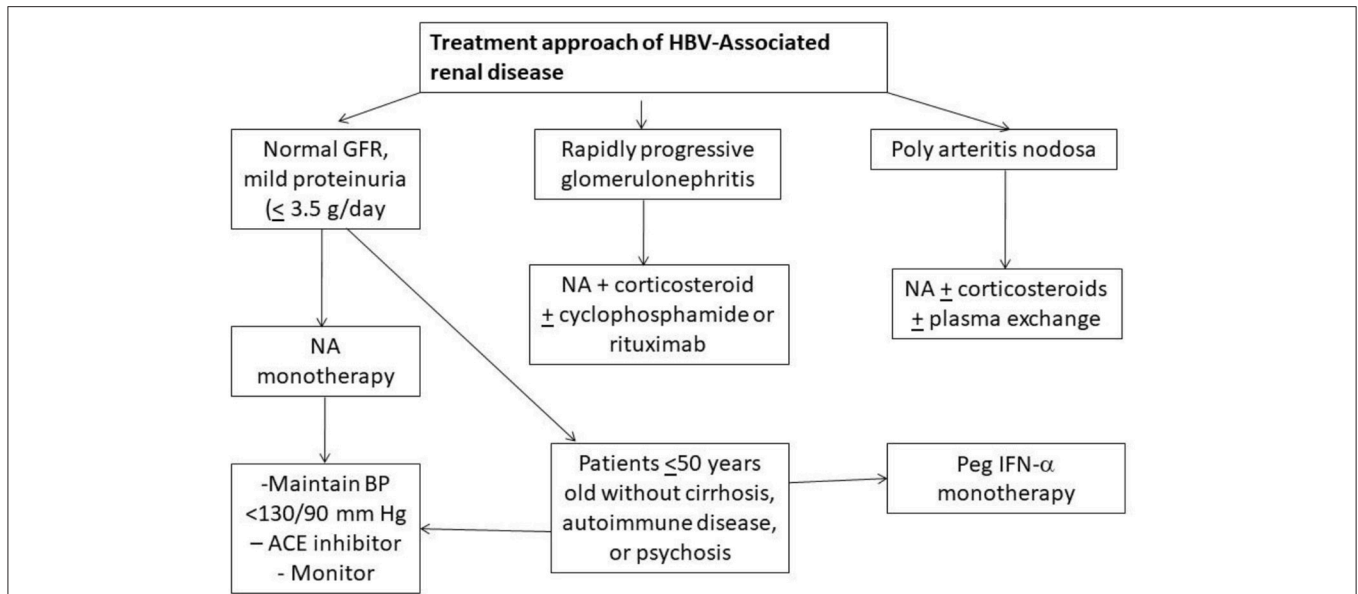 Treatment approach of HBV-Associated
renal disease
Normal GFR,
mild proteinuria
(≤ 3.5 g/day
Rapidly progressive
glomerulonephritis
Poly arteritis nodosa
NA + corticosteroid
± cyclophosphamide or
rituximab
NA ± corticosteroids
± plasma exchange
NA
monotherapy
-Maintain BP
<130/90 mm Hg
– ACE inhibitor
- Monitor
Patients ≤50 years
old without cirrhosis,
autoimmune disease,
or psychosis
Peg IFN-α
monotherapy